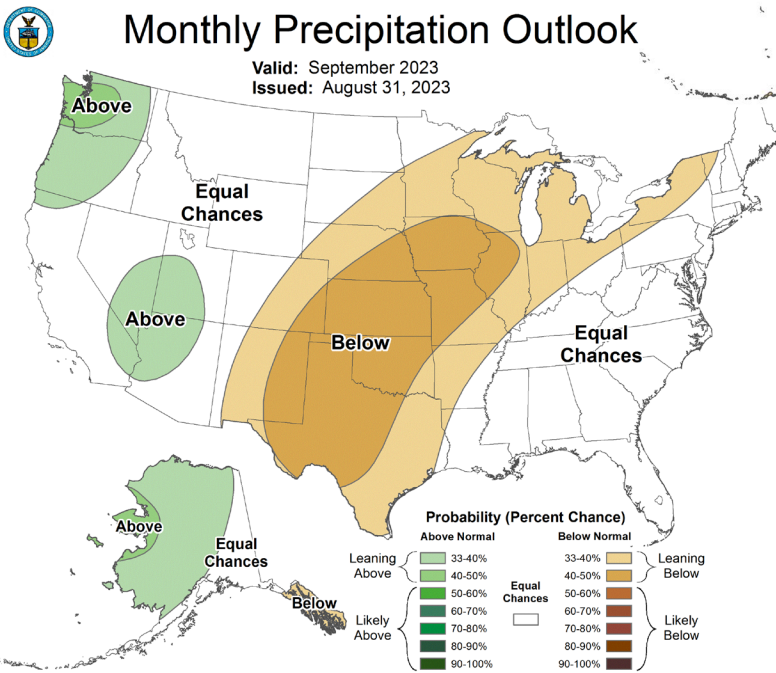 Monthly Precipitation Outlook
Valid: September 2023
Issued: August 31, 2023
Above
Equal
Chances
Above
Below
Equal
Chances
Above
Equal
Chances
Below
Probability (Percent Chance)
Above Normal
Below Normal
Leaning
Above
33-40%
40-50%
Likely
Above
50-60%
60-70%
70-80%
80-90%
90-100%
Equal
Chances
33-40%
40-50%
Leaning
Below
50-60%
60-70%
70-80%
80-90%
90-100%
Likely
Below